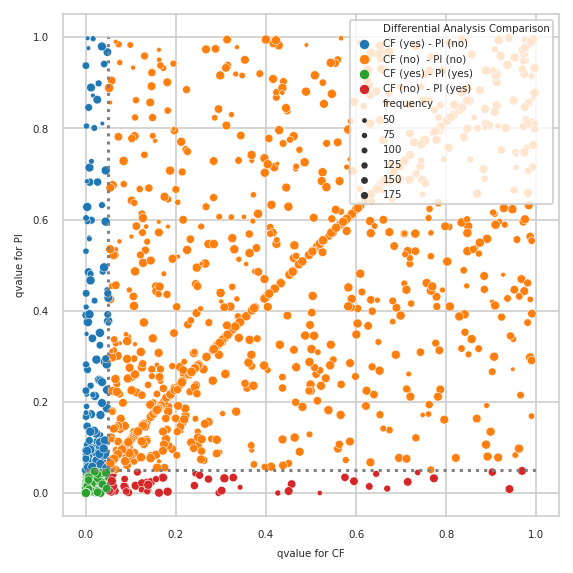 Differential Analysis Comparison
CF (yes) - PI (no)
CF (no)  - PI (no)
CF (yes) - PI (yes)
CF (no)  - PI (yes)
frequency
50
75
100
125
150
175
qvalue for PI
1.0
0.8
0.6
0.4
0.2
0.0
0.0 0.2 0.4 0.6 0.8 1.0
qvalue for CF